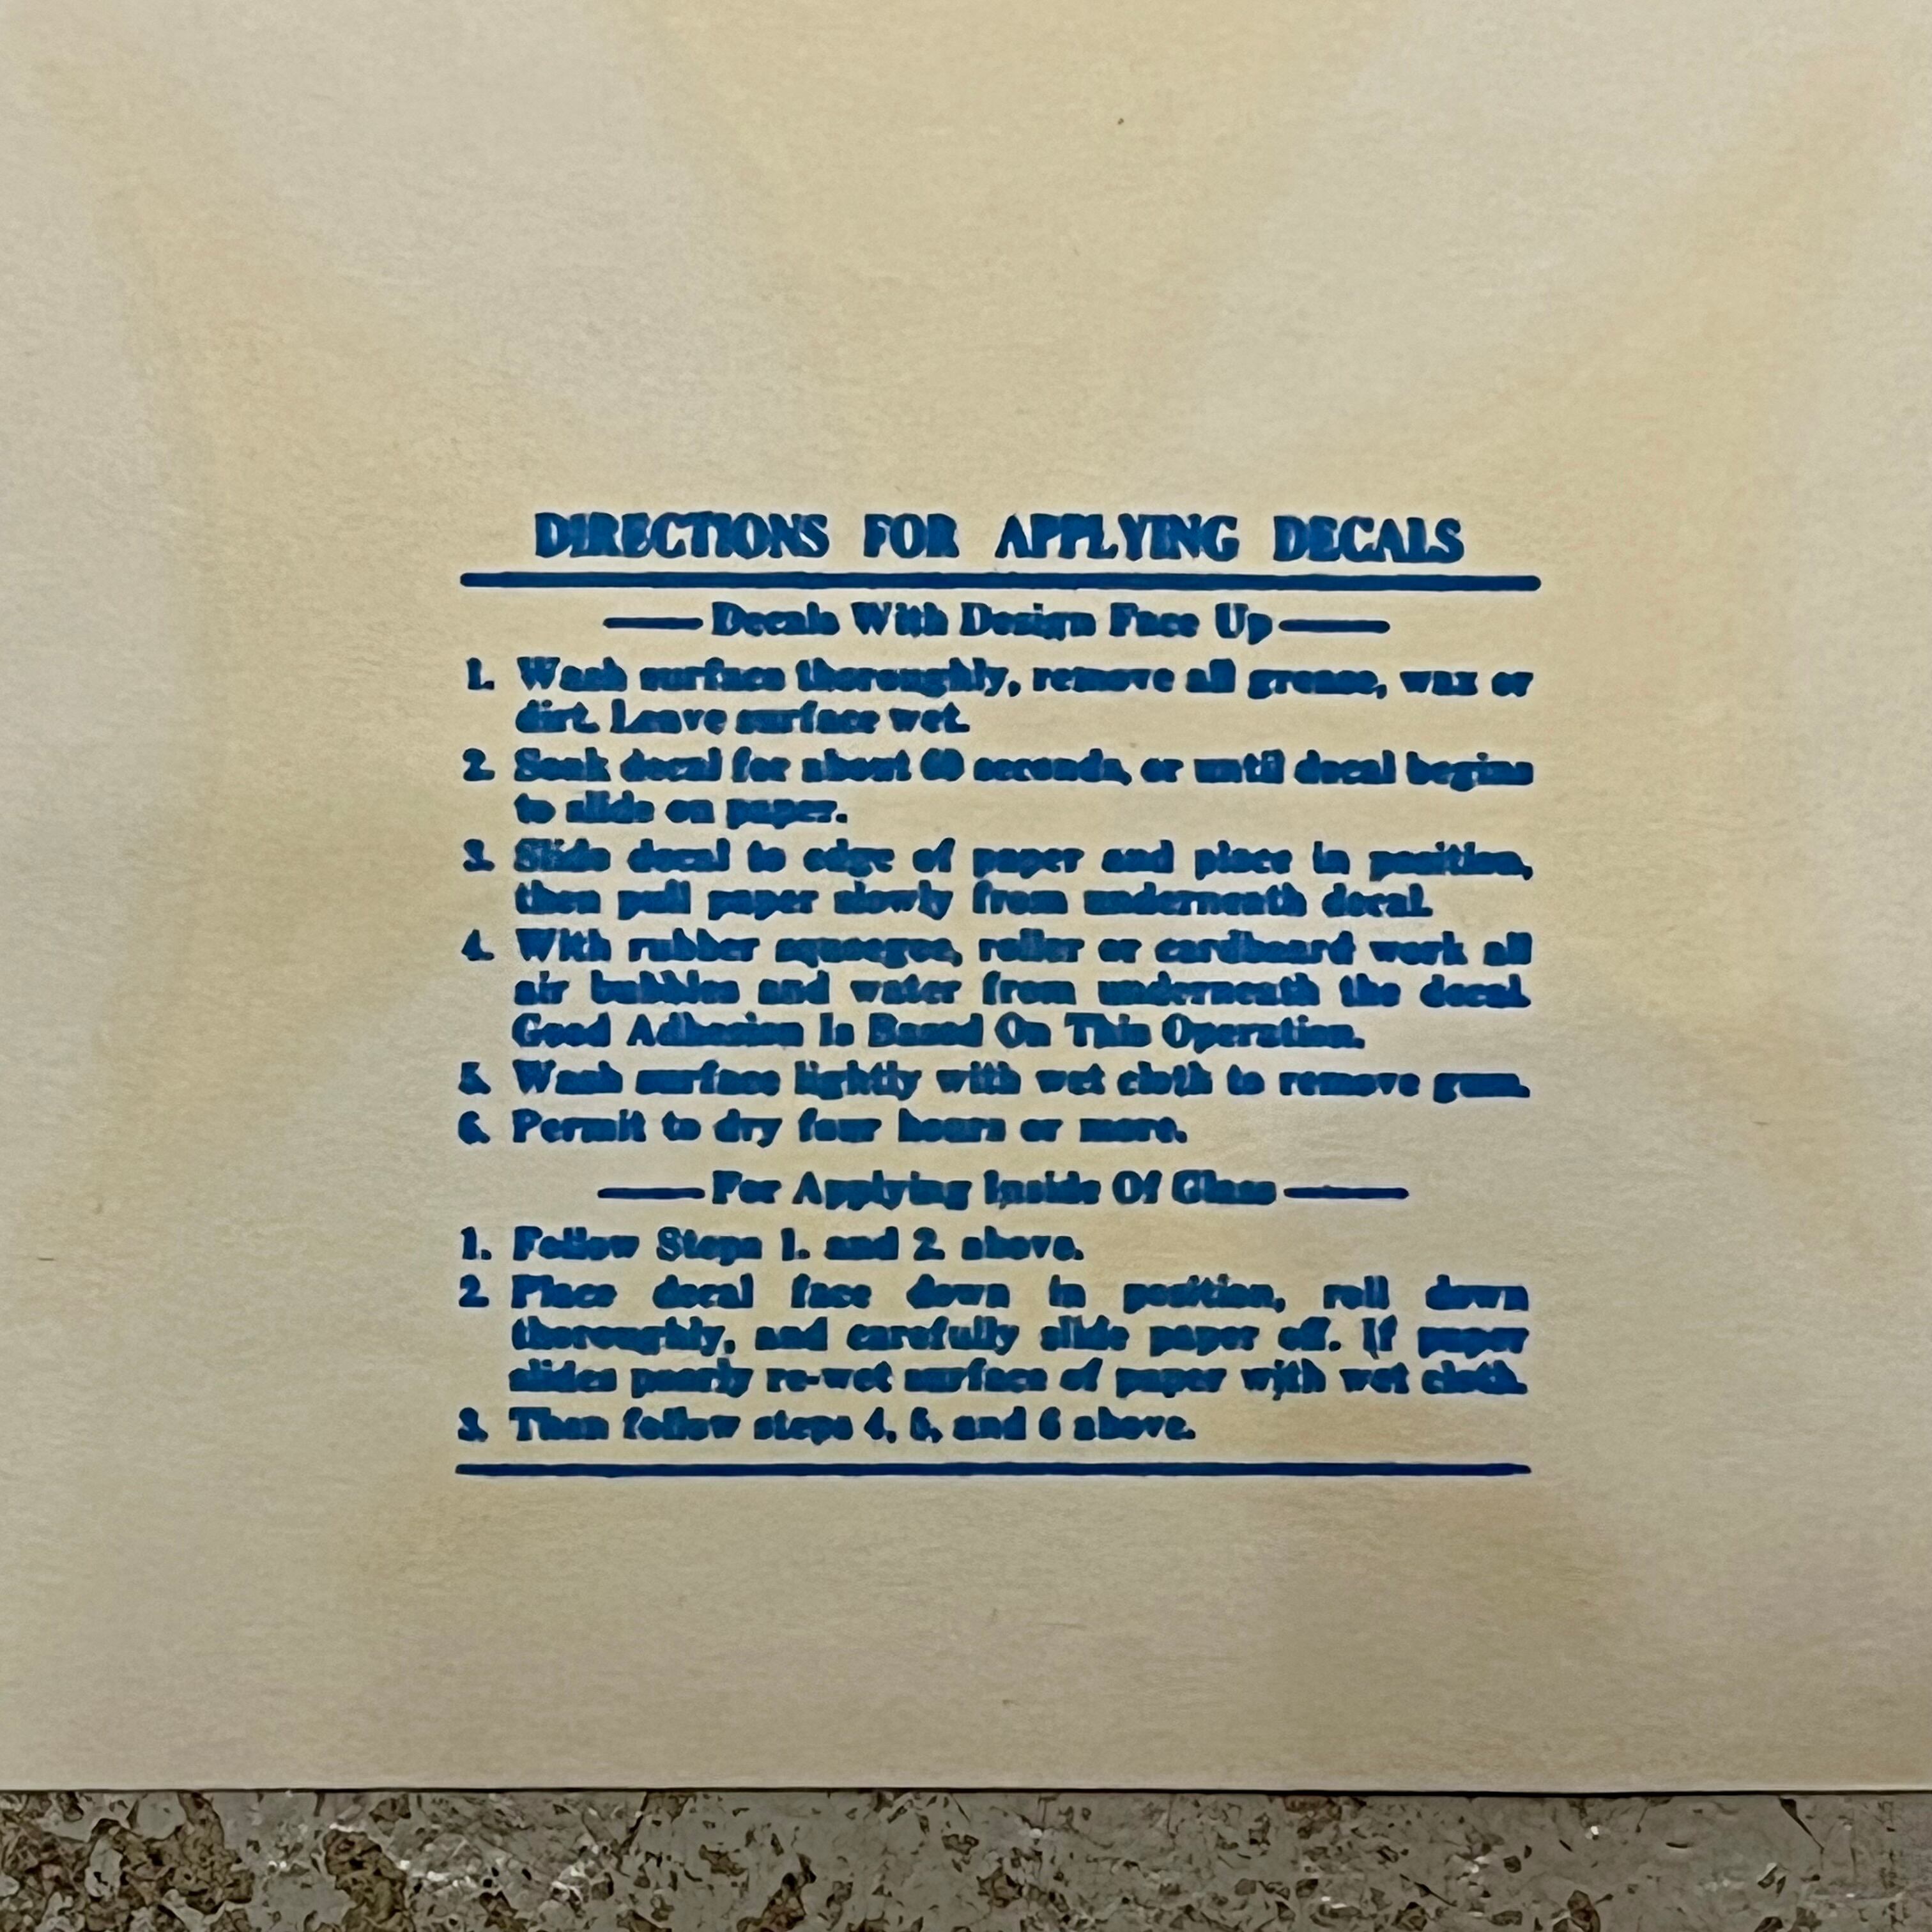 DIRECTIONS FOR APPLYING DECALS
Decals With Design Face Up
1. Wash surface thoroughly, remove all grease, wax or
dirt. Leave surface wet.
2. Soak decal for about 60 seconds, or until decal begins
to slide on paper.
3. Slide decal to edge of paper and place in position,
then pull paper slowly from underneath decal.
4. With rubber squeegee, roller or cardboard work all
air bubbles and water from underneath the decal.
Good Adhesion Is Based On This Operation.
5. Wash surface lightly with wet cloth to remove gum.
6. Permit to dry four hours or more.
For Applying Inside Of Glass
1. Follow Steps 1. and 2. above.
2. Place decal face down in position, roll down
thoroughly, and carefully slide paper off. If paper
slides poorly re-wet surface of paper with wet cloth.
3. Then follow steps 4, 5, and 6 above.